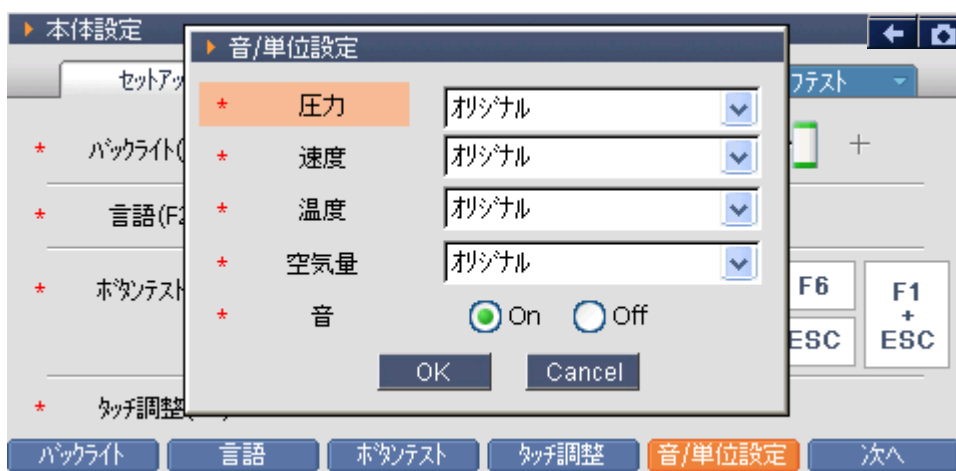 本体設定
音/単位設定
セットアッ
フテスト
* 圧力 オリジナル
* バックライト( +
* 速度 オリジナル
* 温度 オリジナル
* 言語(F2
* 空気量 オリジナル
* ボタンテスト F6 F1
* 音 On Off
+
ESC ESC
OK Cancel
* タッチ調整
バックライト 言語 ボタンテスト タッチ調整 音/単位設定 次へ